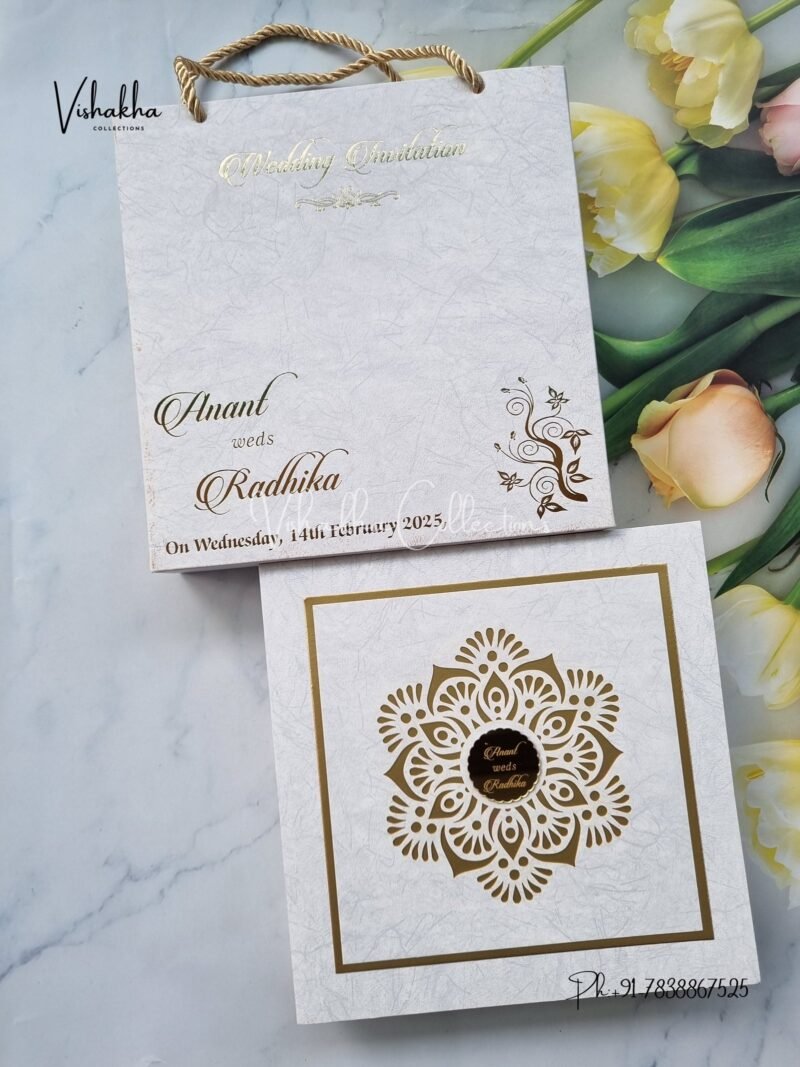 Vishakha
COLLECTIONS
Wedding Invitation
Anant
weds
Radhika
Vishakha Collections
On Wednesday, 14th February 2025,
Anant
weds
Radhika
Ph:+91-7838867525